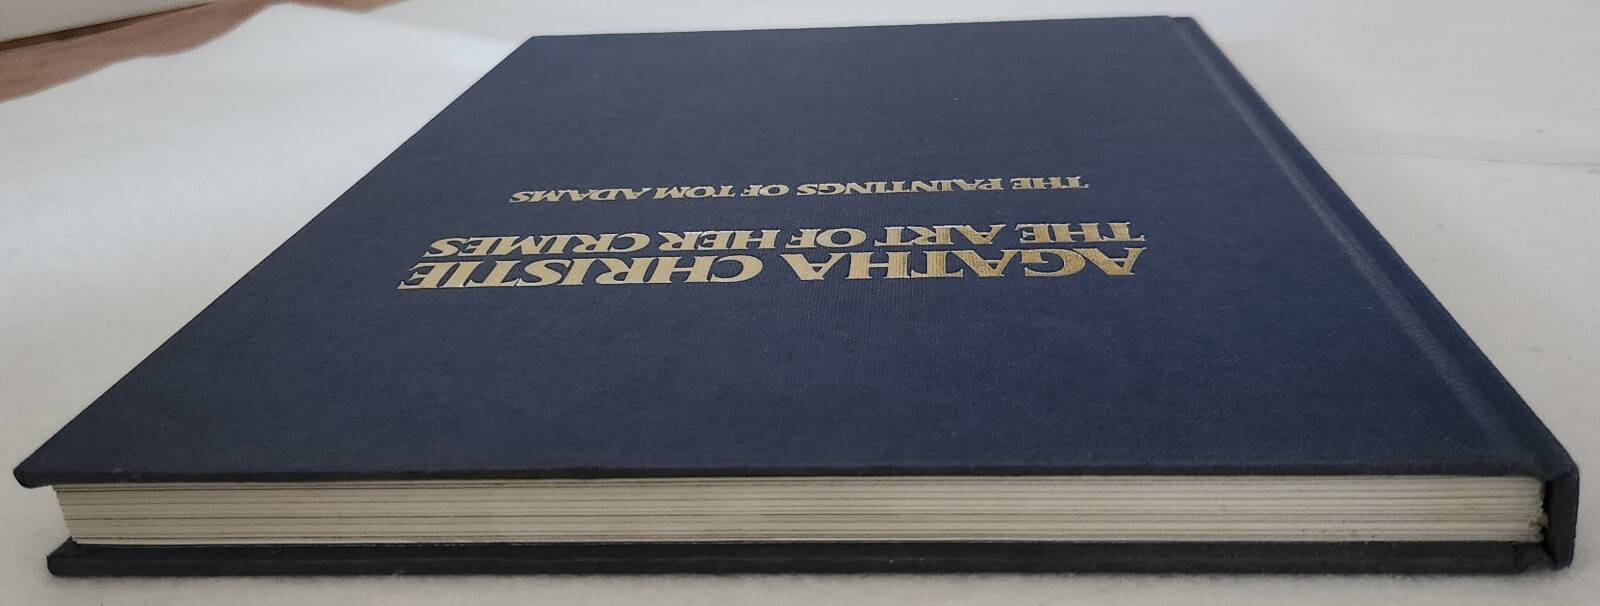 AGATHA CHRISTIE
THE ART OF HER CRIMES
THE PAINTINGS OF TOM ADAMS